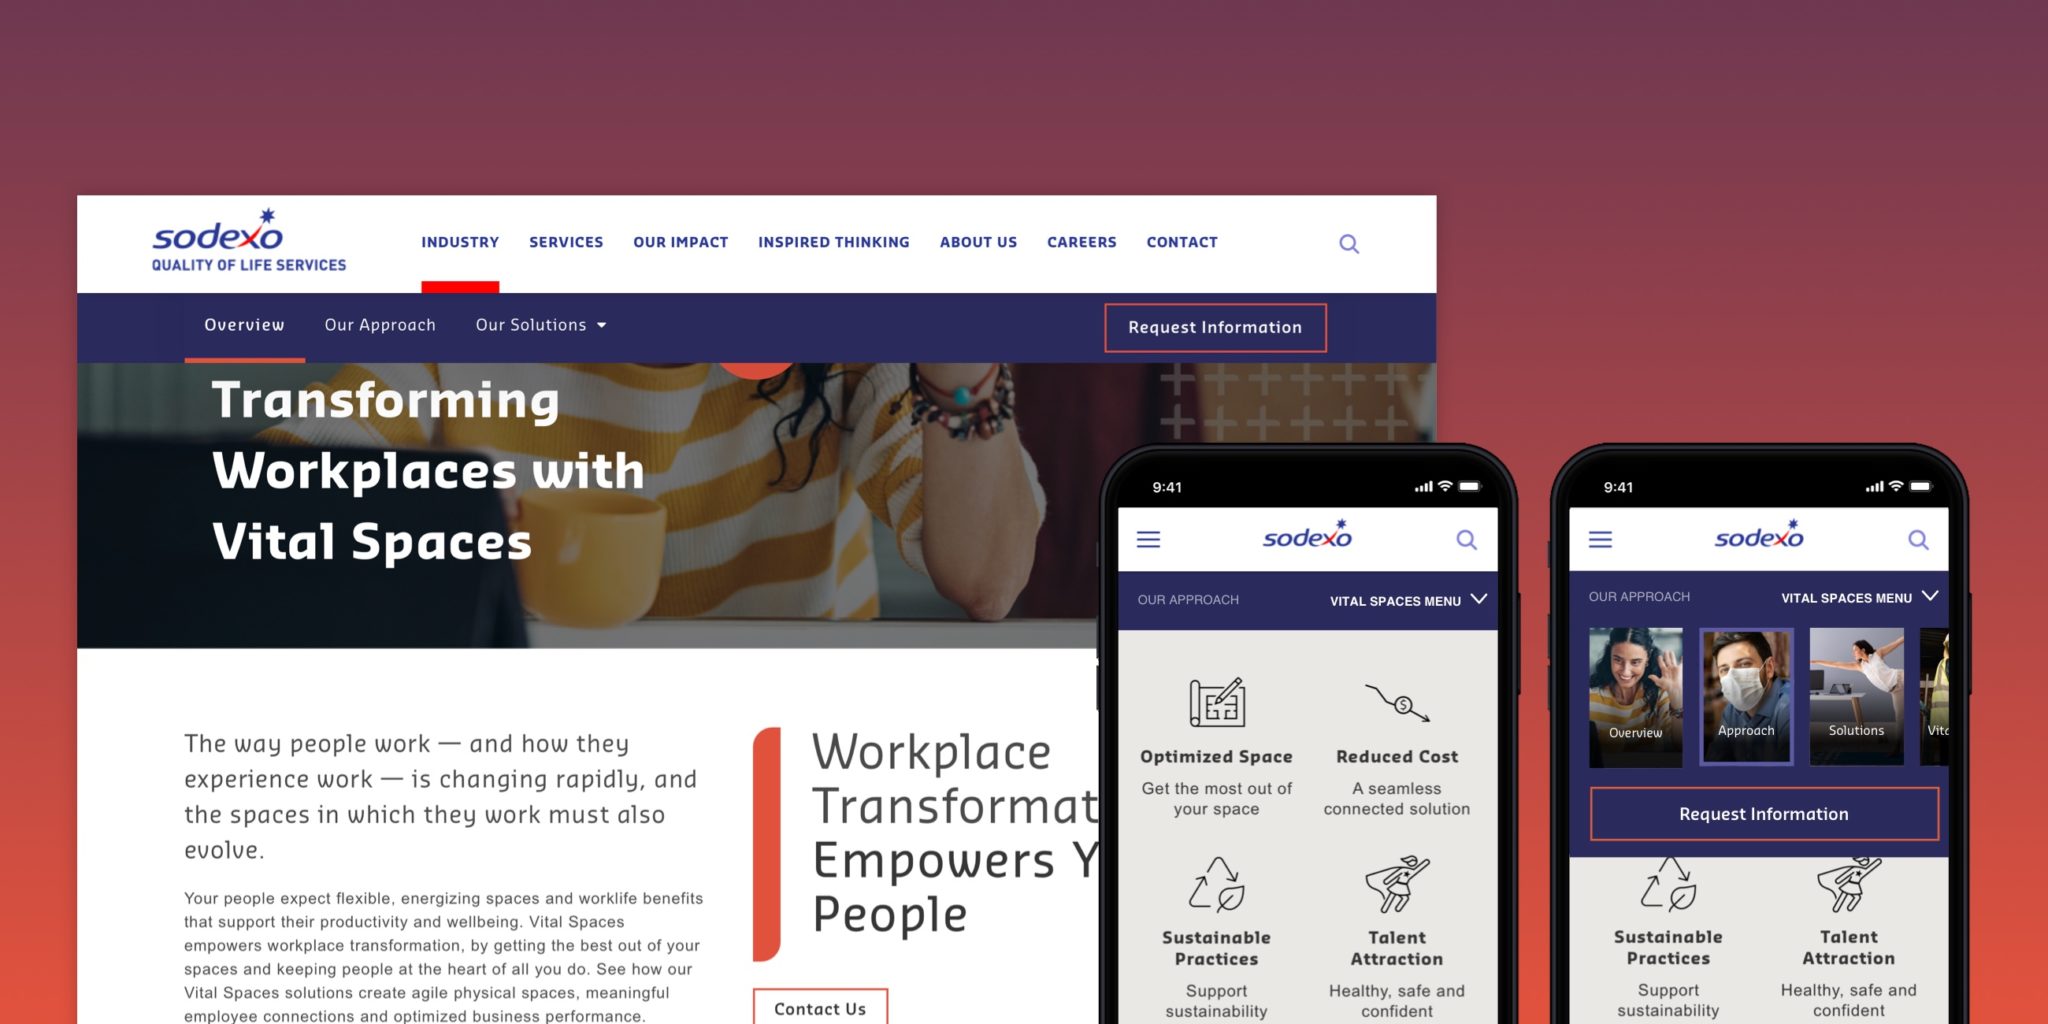 sodexo
QUALITY OF LIFE SERVICES
INDUSTRY
SERVICES
OUR IMPACT
INSPIRED THINKING
ABOUT US
CAREERS
CONTACT
Overview
Our Approach
Our Solutions
Request Information
Transforming
Workplaces with
Vital Spaces
The way people work — and how they
experience work — is changing rapidly, and
the spaces in which they work must also
evolve.
Your people expect flexible, energizing spaces and worklife benefits
that support their productivity and wellbeing. Vital Spaces
empowers workplace transformation, by getting the best out of your
spaces and keeping people at the heart of all you do. See how our
Vital Spaces solutions create agile physical spaces, meaningful
employee connections and optimized business performance.
Workplace
Transformat
Empowers Y
People
Contact Us
9:41
sodexo
OUR APPROACH
VITAL SPACES MENU
Optimized Space
Get the most out of
your space
Reduced Cost
A seamless
connected solution
Sustainable
Practices
Support
sustainability
Talent
Attraction
Healthy, safe and
confident
9:41
sodexo
OUR APPROACH
VITAL SPACES MENU
Overview
Approach
Solutions
Vita
Request Information
Sustainable
Practices
Support
sustainability
Talent
Attraction
Healthy, safe and
confident